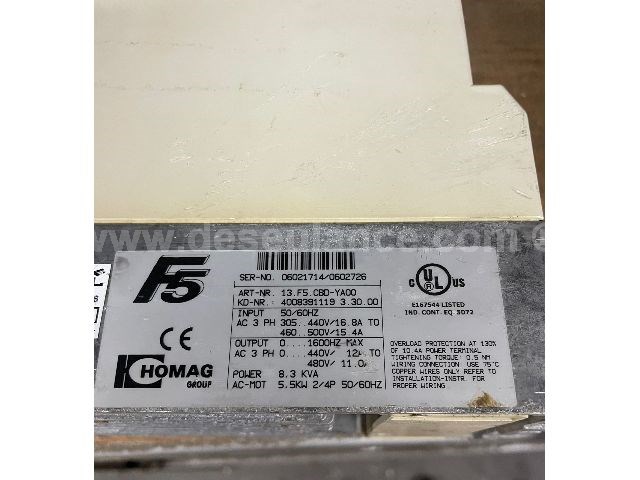 www.deseulance.com ©
F5
SER-NO. 06021714/0602726
ART-NR. 13.F5.CBD-YA00
KD-NR.: 4008391119 3.30.00
INPUT 50/60HZ
AC 3 PH 305...440V/16.8A TO
460...500V/15.4A
OUTPUT 0....1600HZ MAX
AC 3 PH 0....440V/ 12A TO
480V/ 11.0A
POWER 8.3 KVA
AC-MOT 5.5KW 2/4P 50/60HZ
CE
HOMAG
GROUP
C UL US
E167544 LISTED
IND.CONT.EQ 3072
OVERLOAD PROTECTION AT 130%
OF 10.4A POWER TERMINAL
TIGHTENING TORQUE : 0.5 NM
WIRING CONNECTION USE 75°C
COPPER WIRES ONLY REFER TO
INSTALLATION-INSTR. FOR
PROPER WIRING